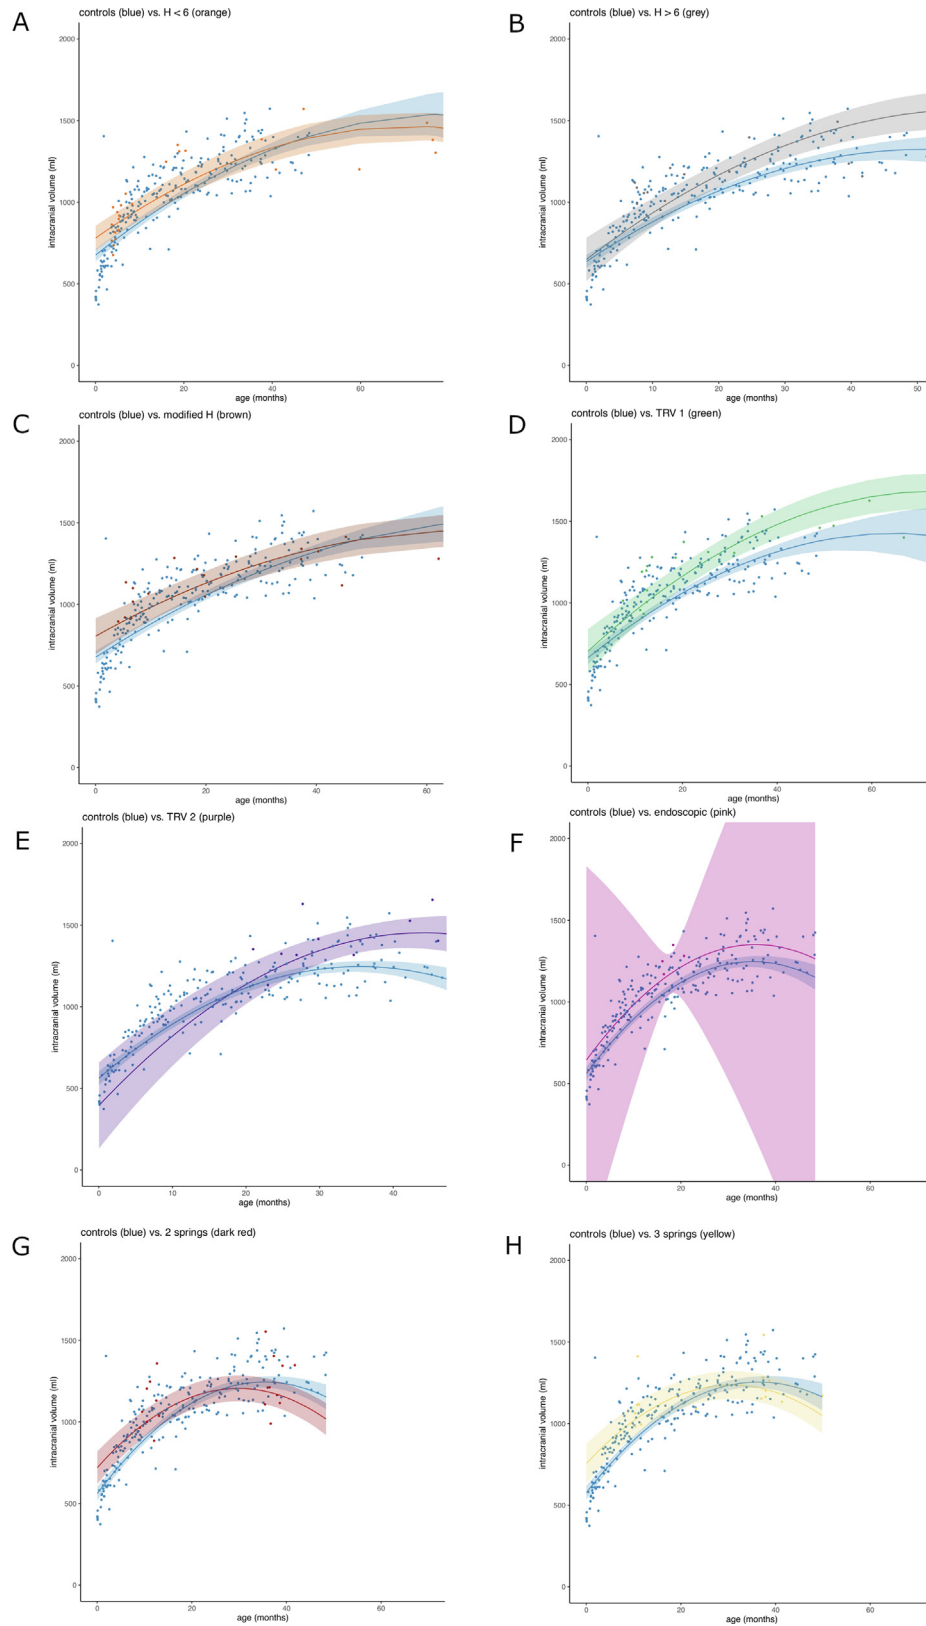 A
controls (blue) vs. H < 6 (orange)
2000
1500
1000
500
0
intracranial volume (ml)
0 20 40 60
age (months)
B
controls (blue) vs. H > 6 (grey)
2000
1500
1000
500
0
intracranial volume (ml)
0 10 20 30 40 50
age (months)
C
controls (blue) vs. modified H (brown)
2000
1500
1000
500
0
intracranial volume (ml)
0 20 40 60
age (months)
D
controls (blue) vs. TRV 1 (green)
2000
1500
1000
500
0
intracranial volume (ml)
0 20 40 60
age (months)
E
controls (blue) vs. TRV 2 (purple)
2000
1500
1000
500
0
intracranial volume (ml)
0 10 20 30 40
age (months)
F
controls (blue) vs. endoscopic (pink)
2000
1500
1000
500
0
intracranial volume (ml)
0 20 40 60
age (months)
G
controls (blue) vs. 2 springs (dark red)
2000
1500
1000
500
0
intracranial volume (ml)
0 20 40 60
age (months)
H
controls (blue) vs. 3 springs (yellow)
2000
1500
1000
500
0
intracranial volume (ml)
0 20 40 60
age (months)